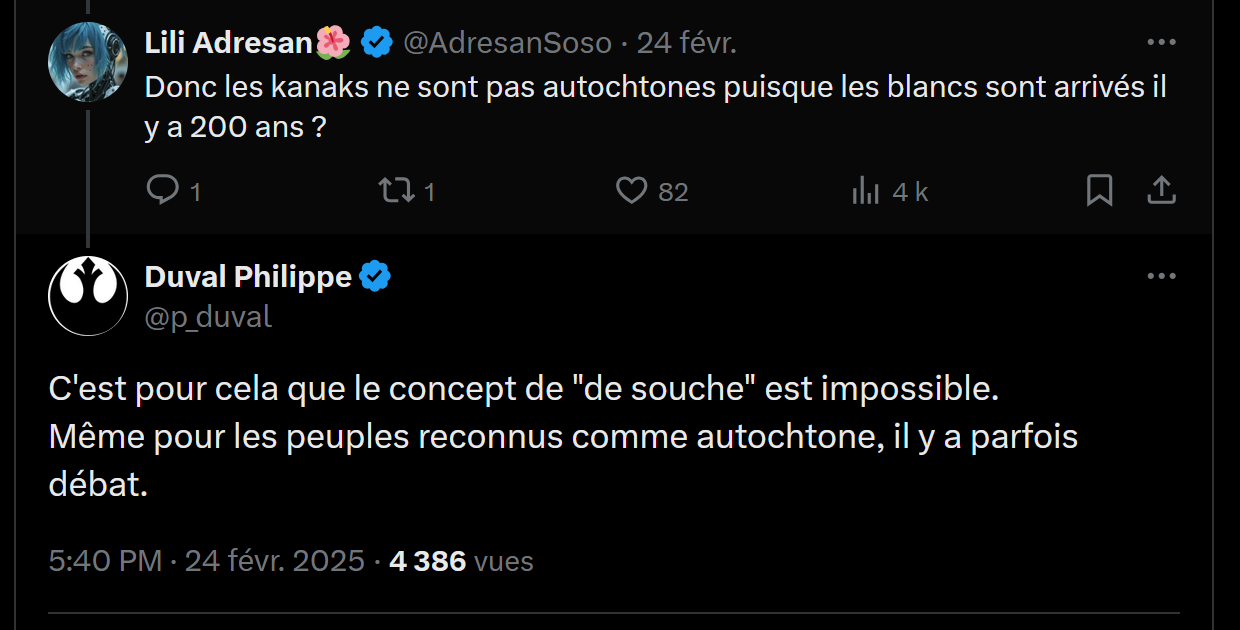 Lili Adresan🌺 @AdresanSoso · 24 févr.
Donc les kanaks ne sont pas autochtones puisque les blancs sont arrivés il
y a 200 ans ?
1 1 82 4 k
Duval Philippe
@p_duval
C'est pour cela que le concept de "de souche" est impossible.
Même pour les peuples reconnus comme autochtone, il y a parfois
débat.
5:40 PM · 24 févr. 2025 · 4 386 vues